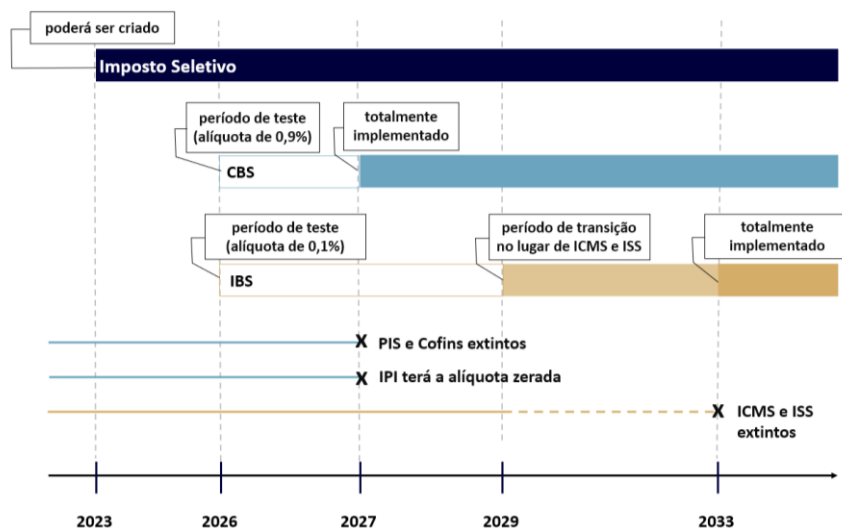 poderá ser criado
Imposto Seletivo
período de teste
(alíquota de 0,9%)
totalmente
implementado
CBS
período de teste
(alíquota de 0,1%)
período de transição
no lugar de ICMS e ISS
totalmente
implementado
IBS
X PIS e Cofins extintos
X IPI terá a alíquota zerada
X ICMS e ISS
extintos
2023 2026 2027 2029 2033